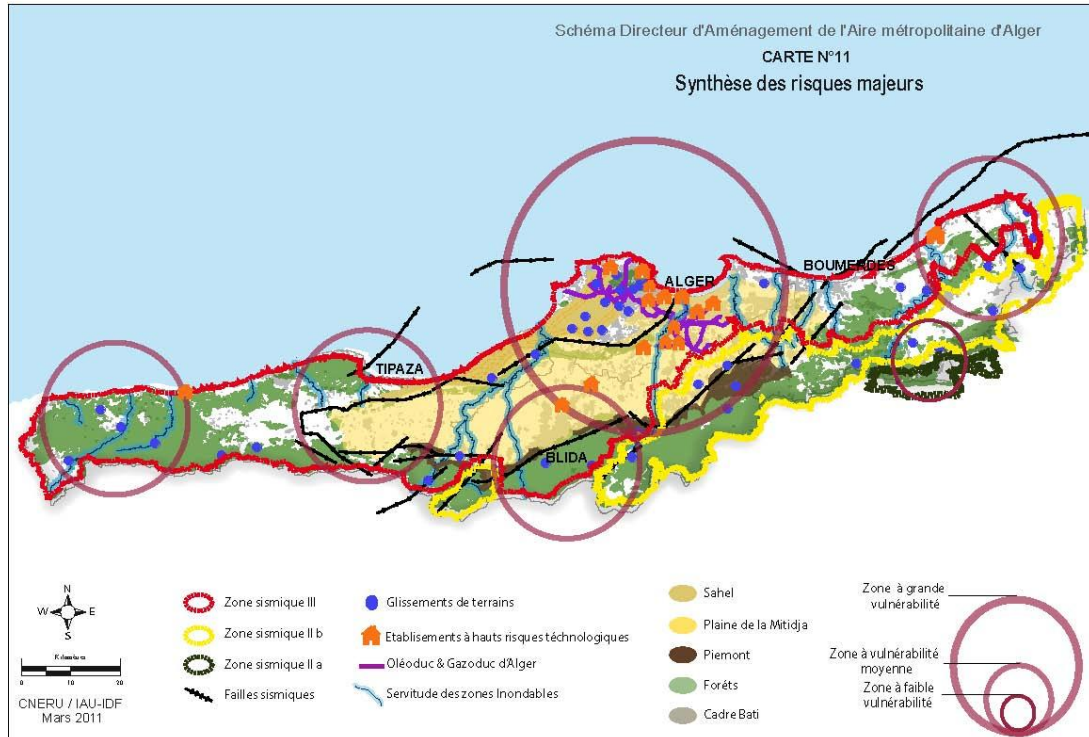 Schéma Directeur d'Aménagement de l'Aire métropolitaine d'Alger
CARTE N°11
Synthèse des risques majeurs
BOUMERDES
ALGER
TIPAZA
BLIDA
N
W E
S
Kilomètres
0 10 20
CNERU / IAU-IDF
Mars 2011
Zone sismique III
Zone sismique II b
Zone sismique II a
Failles sismiques
Glissements de terrains
Etablisements à hauts risques téchnologiques
Oléoduc & Gazoduc d'Alger
Servitude des zones Inondables
Sahel
Plaine de la Mitidja
Piemont
Foréts
Cadre Bati
Zone à grande
vulnérabilité
Zone à vulnérabilité
moyenne
Zone à faible
vulnérabilité